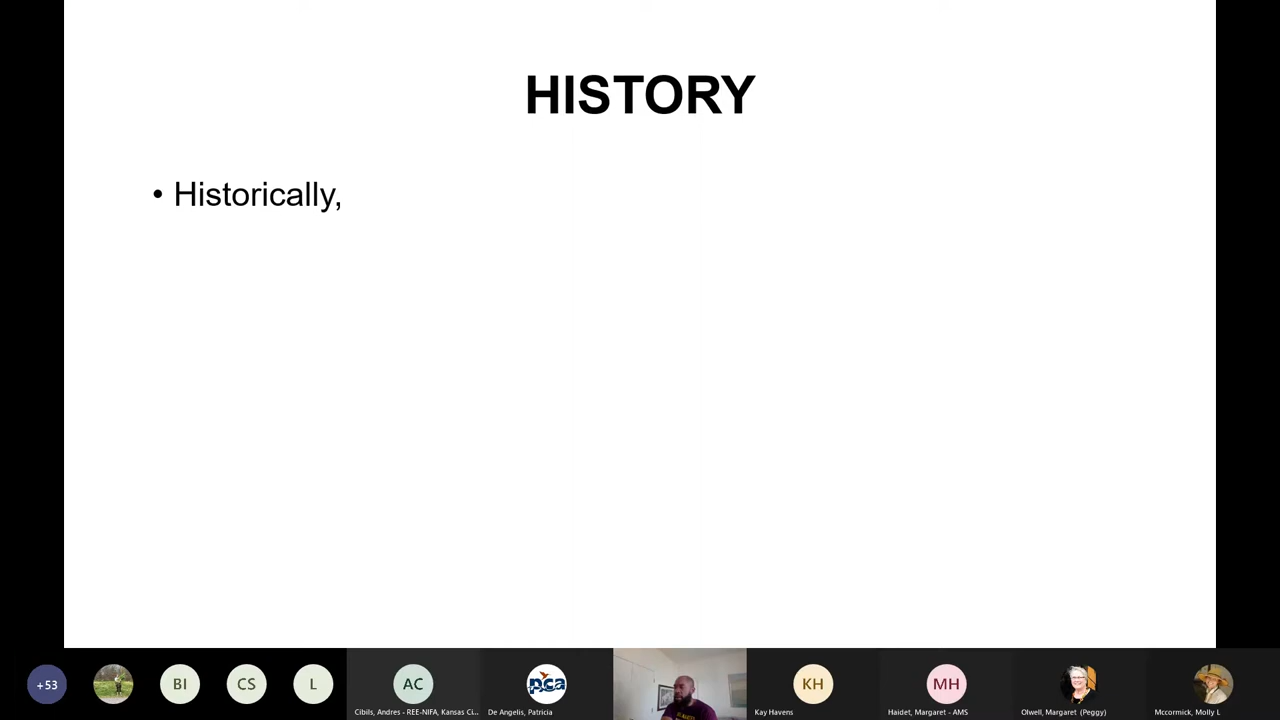 HISTORY
• Historically,
+53
BI
CS
L
AC
pca
KH
MH
Cibils, Andres - REE-NIFA, Kansas Ci...
De Angelis, Patricia
Kay Havens
Haidet, Margaret - AMS
Olwell, Margaret (Peggy)
Mccormick, Molly L